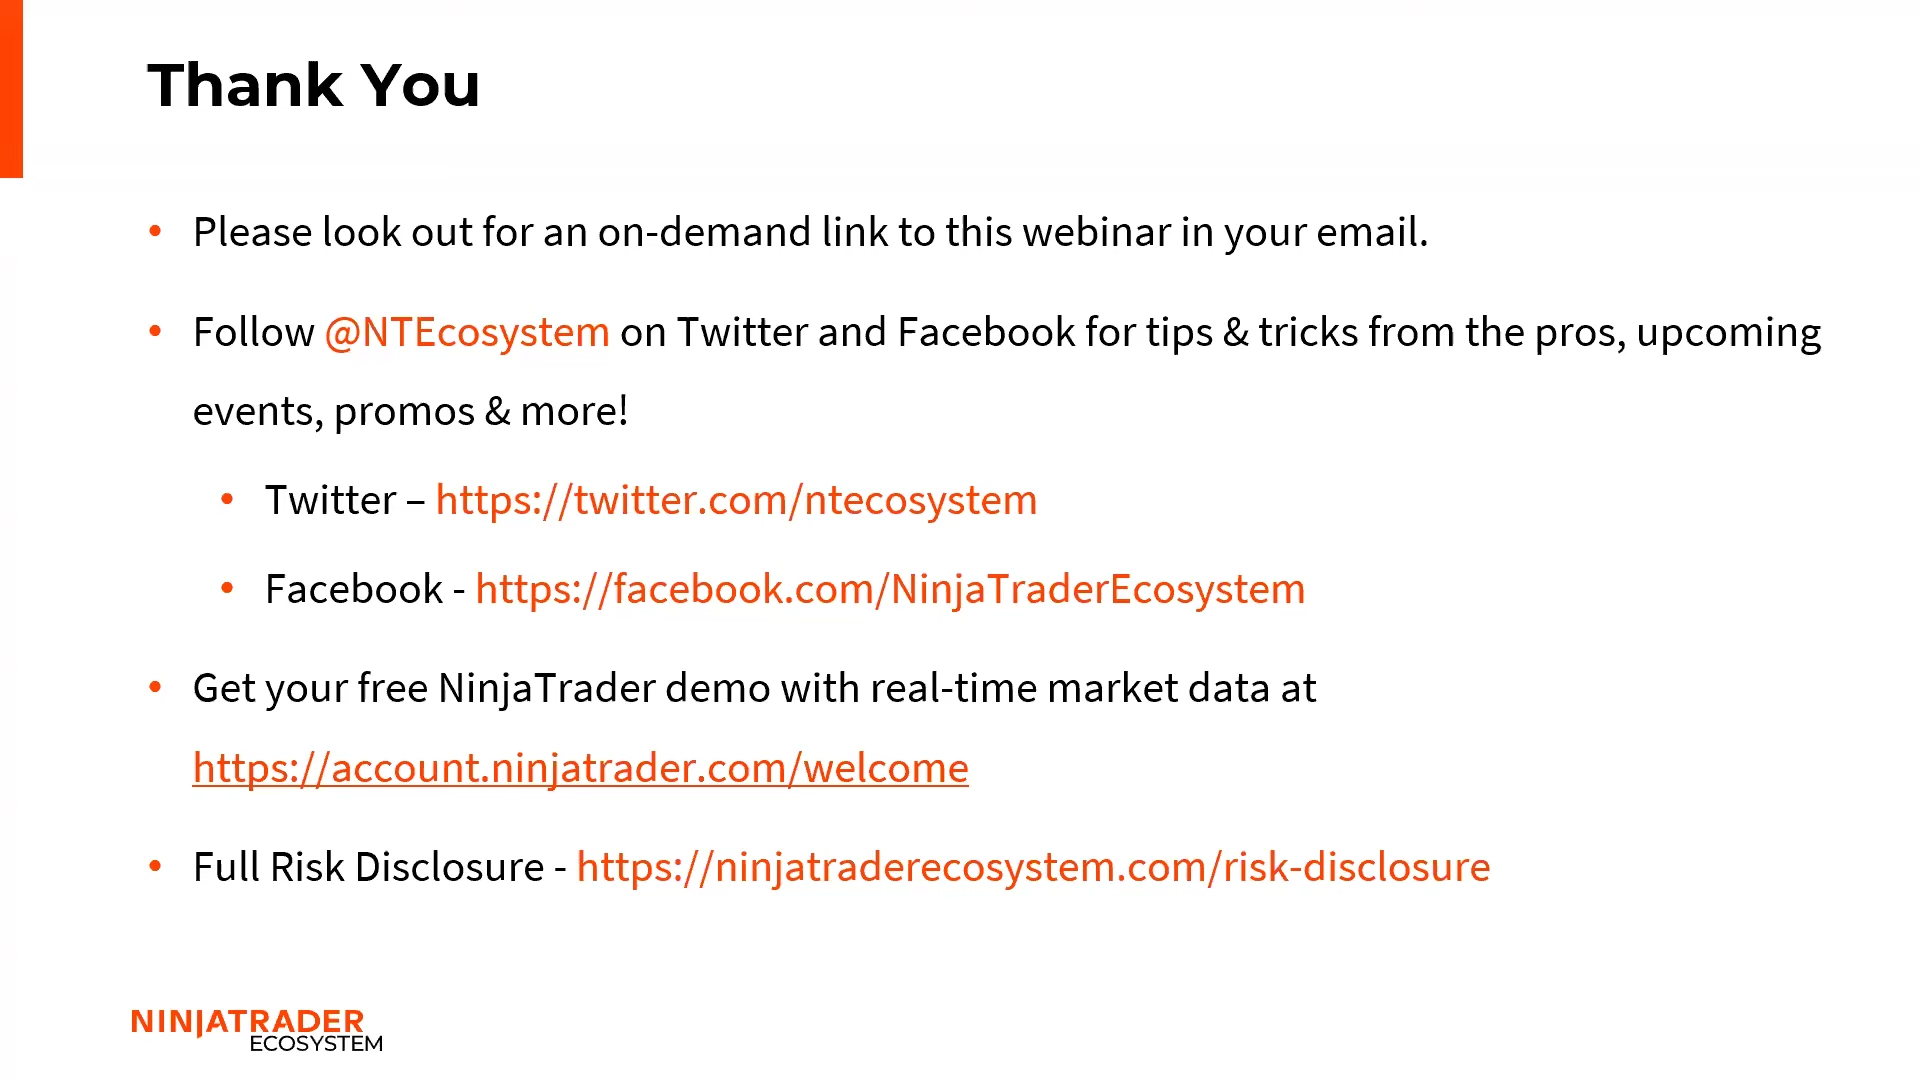 Thank You
• Please look out for an on-demand link to this webinar in your email.
• Follow @NTEcosystem on Twitter and Facebook for tips & tricks from the pros, upcoming
events, promos & more!
• Twitter – https://twitter.com/ntecosystem
• Facebook - https://facebook.com/NinjaTraderEcosystem
• Get your free NinjaTrader demo with real-time market data at
https://account.ninjatrader.com/welcome
• Full Risk Disclosure - https://ninjatraderecosystem.com/risk-disclosure
NINJATRADER
ECOSYSTEM